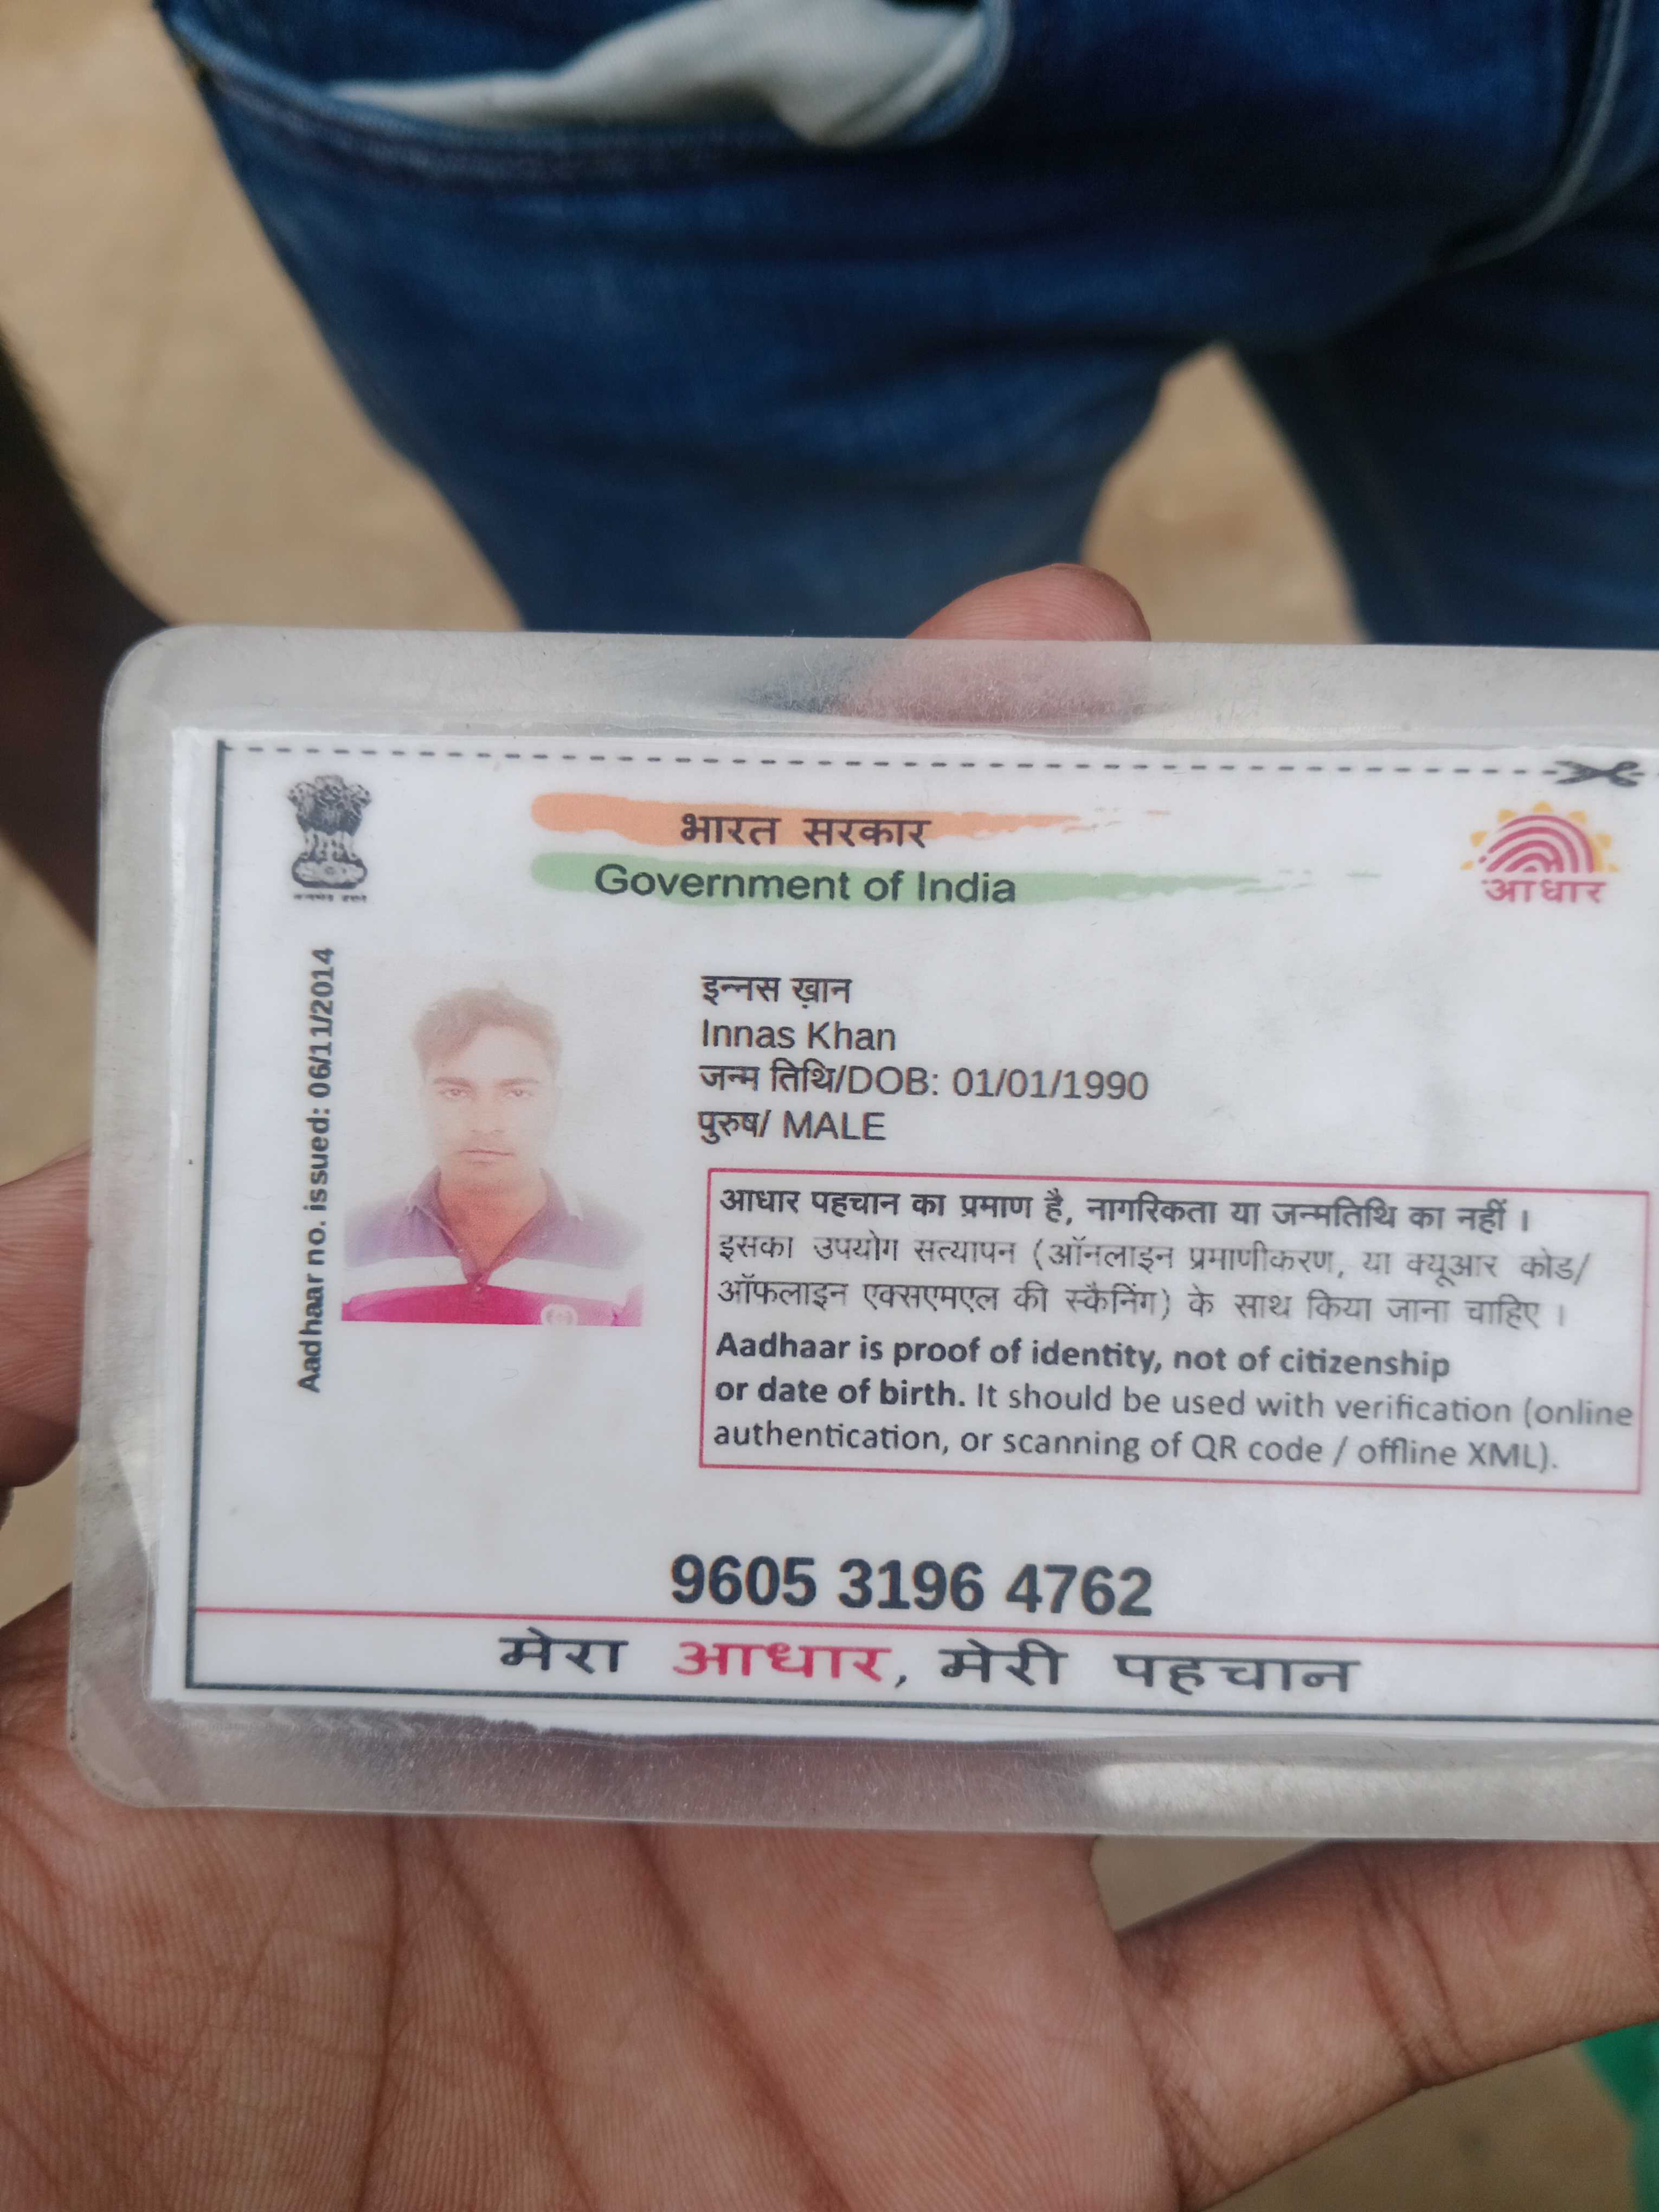 भारत सरकार
Government of India
आधार
Aadhaar no. issued: 06/11/2014
इन्नस ख़ान
Innas Khan
जन्म तिथि/DOB: 01/01/1990
पुरुष/ MALE
आधार पहचान का प्रमाण है, नागरिकता या जन्मतिथि का नहीं ।
इसका उपयोग सत्यापन (ऑनलाइन प्रमाणीकरण, या क्यूआर कोड/
ऑफलाइन एक्सएमएल की स्कैनिंग) के साथ किया जाना चाहिए ।
Aadhaar is proof of identity, not of citizenship
or date of birth. It should be used with verification (online
authentication, or scanning of QR code / offline XML).
9605 3196 4762
मेरा आधार, मेरी पहचान